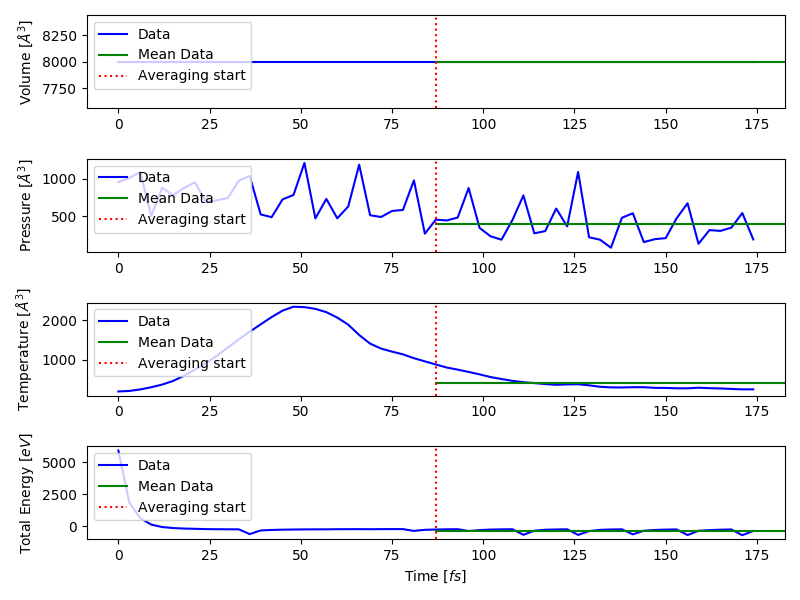 Volume [Å³]
8250
8000
7750
Data
Mean Data
Averaging start
0 25 50 75 100 125 150 175
Pressure [Å³]
1000
500
Data
Mean Data
Averaging start
0 25 50 75 100 125 150 175
Temperature [Å³]
2000
1000
Data
Mean Data
Averaging start
0 25 50 75 100 125 150 175
Total Energy [eV]
5000
2500
0
Data
Mean Data
Averaging start
0 25 50 75 100 125 150 175
Time [fs]